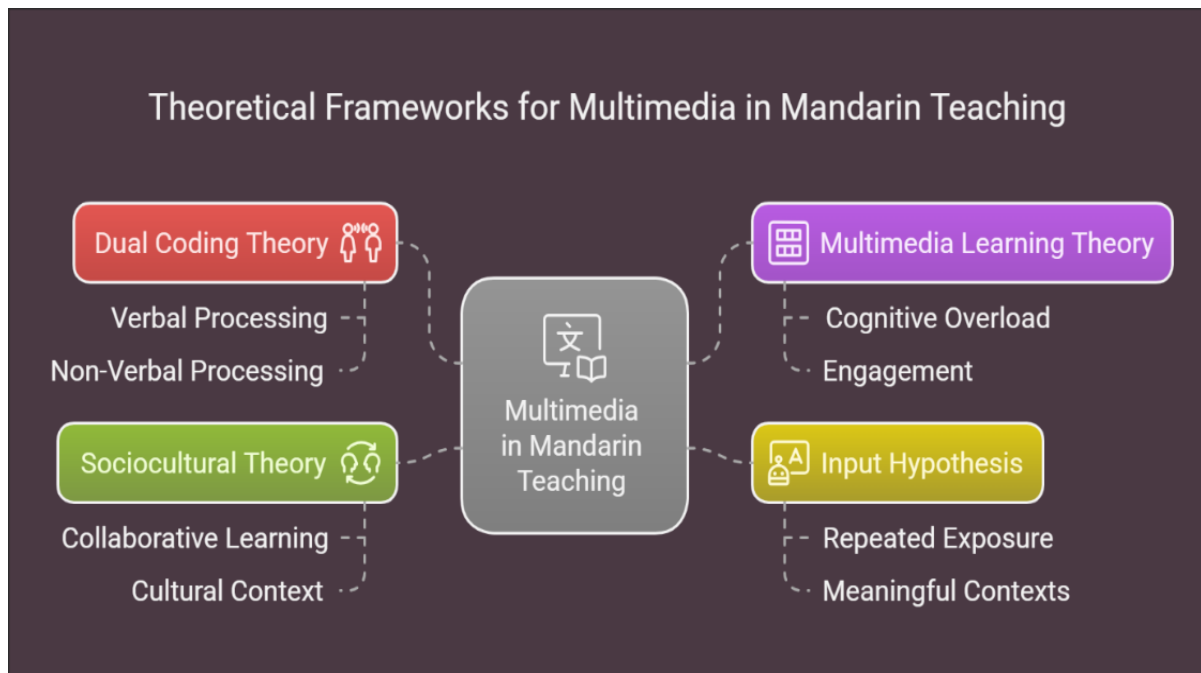 Theoretical Frameworks for Multimedia in Mandarin Teaching
Dual Coding Theory
Verbal Processing
Non-Verbal Processing
Sociocultural Theory
Collaborative Learning
Cultural Context
文
Multimedia
in Mandarin
Teaching
Multimedia Learning Theory
Cognitive Overload
Engagement
A
Input Hypothesis
Repeated Exposure
Meaningful Contexts